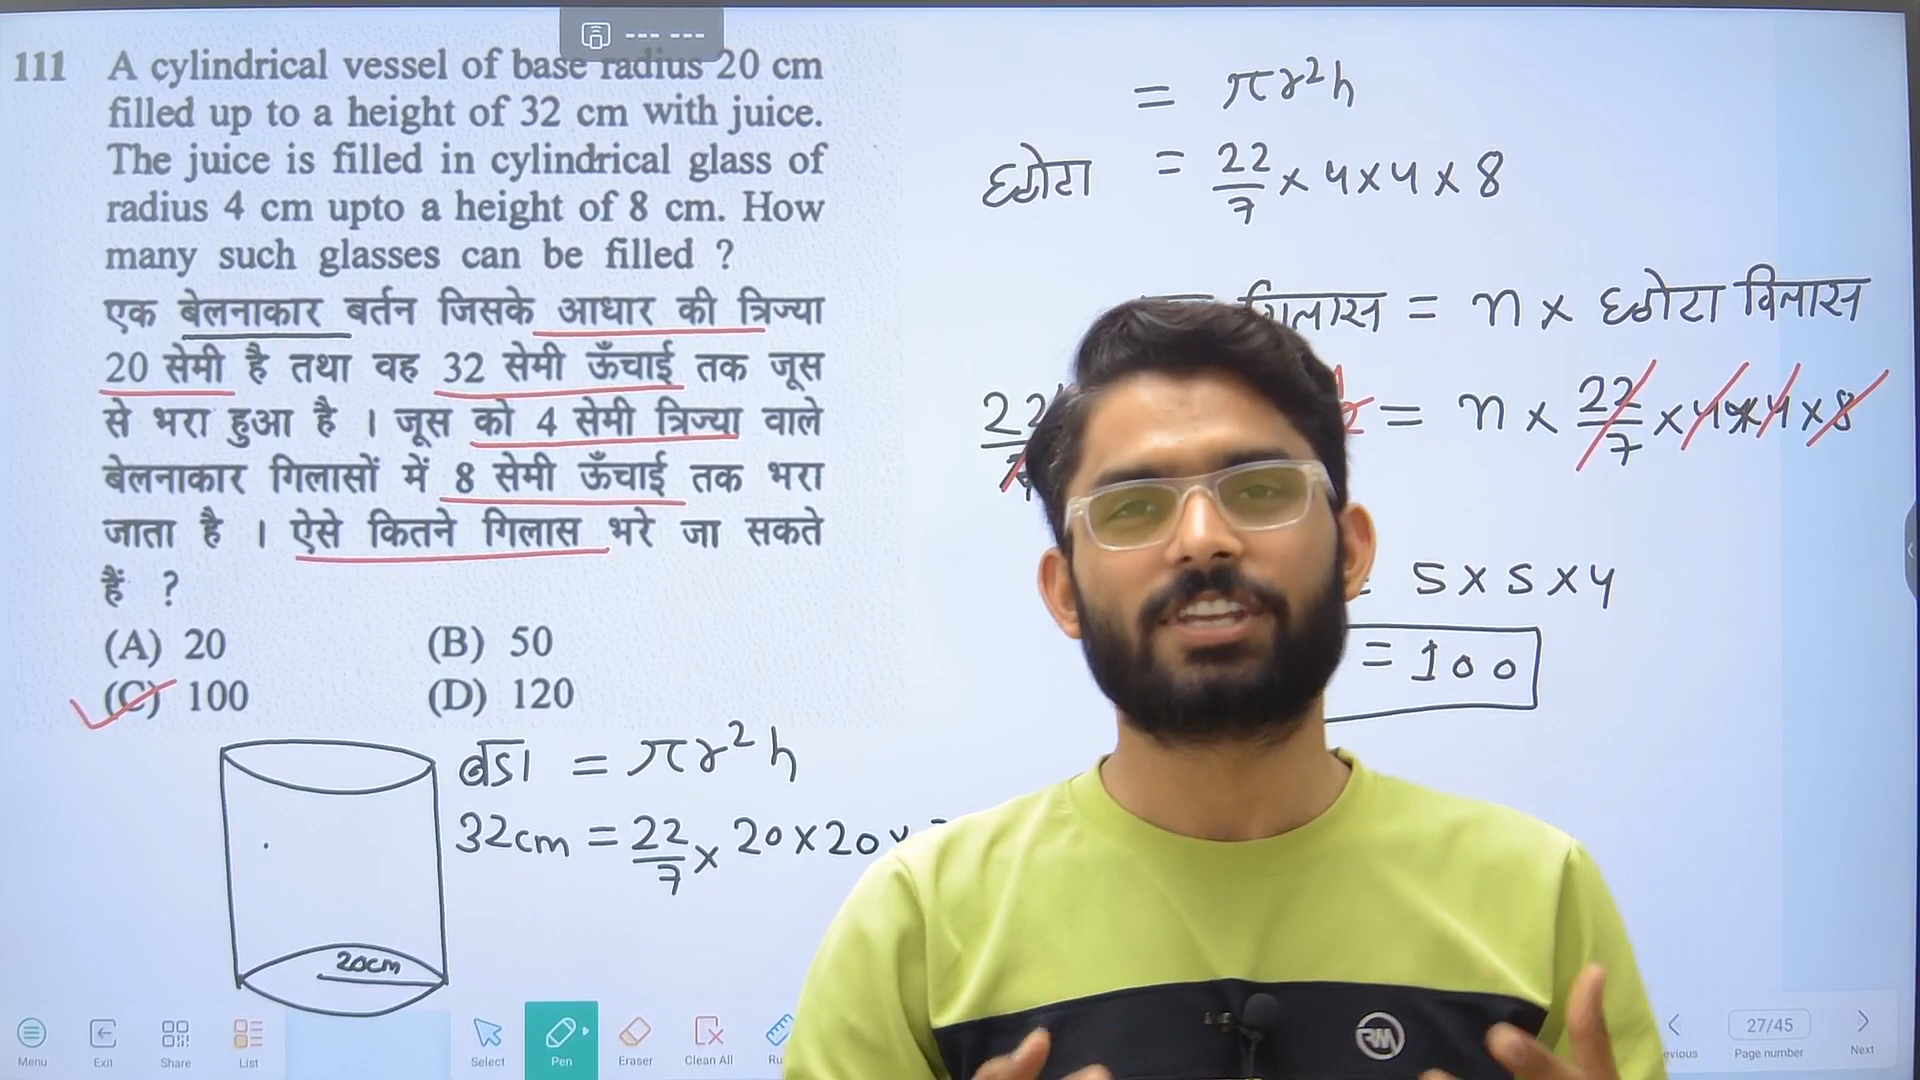 111 A cylindrical vessel of base radius 20 cm
filled up to a height of 32 cm with juice.
The juice is filled in cylindrical glass of
radius 4 cm upto a height of 8 cm. How
many such glasses can be filled ?
एक बेलनाकार बर्तन जिसके आधार की त्रिज्या
20 सेमी है तथा वह 32 सेमी ऊँचाई तक जूस
से भरा हुआ है । जूस को 4 सेमी त्रिज्या वाले
बेलनाकार गिलासों में 8 सेमी ऊँचाई तक भरा
जाता है । ऐसे कितने गिलास भरे जा सकते
हैं ?
(A) 20 (B) 50
(C) 100 (D) 120
बड़ा = πr²h
32cm = 22/7 × 20×20×
20cm
= πr²h
छोटा = 22/7 × 4×4×8
गिलास = n × छोटा गिलास
22 = n × 22/7 × 4×4×8
= 5×5×4
= 100
RM
Menu Exit Share List Select Pen Eraser Clean All
27/45
Page number Next